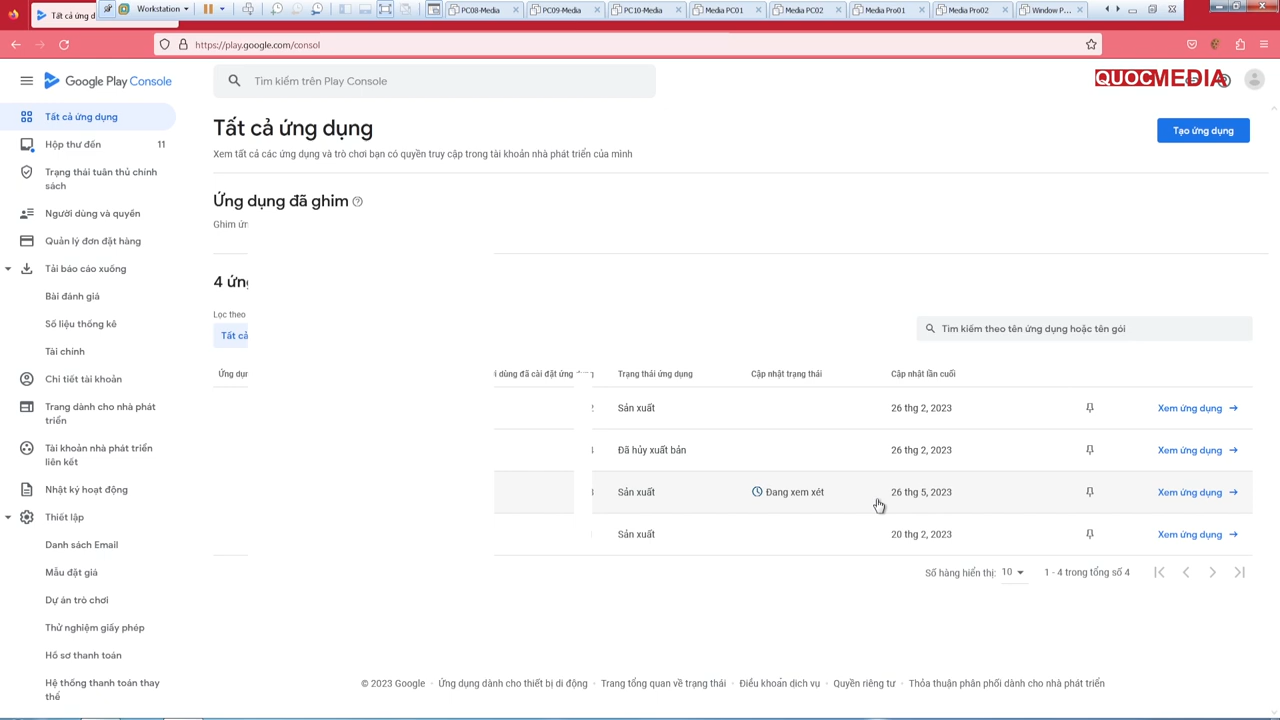 Tất cả ứng d
Workstation
PC08-Media
PC09-Media
PC10-Media
Media PC01
Media PC02
Media Pro01
Media Pro02
Window P...
https://play.google.com/consol
Google Play Console
Tìm kiếm trên Play Console
QUOCMEDIA
Tất cả ứng dụng
Hộp thư đến 11
Trạng thái tuân thủ chính
sách
Người dùng và quyền
Quản lý đơn đặt hàng
Tải báo cáo xuống
Bài đánh giá
Số liệu thống kê
Tài chính
Chi tiết tài khoản
Trang dành cho nhà phát
triển
Tài khoản nhà phát triển
liên kết
Nhật ký hoạt động
Thiết lập
Danh sách Email
Mẫu đặt giá
Dự án trò chơi
Thử nghiệm giấy phép
Hồ sơ thanh toán
Hệ thống thanh toán thay
thế
Tất cả ứng dụng
Tạo ứng dụng
Xem tất cả các ứng dụng và trò chơi bạn có quyền truy cập trong tài khoản nhà phát triển của mình
Ứng dụng đã ghim
Ghim ứn
4 ứng
Lọc theo
Tất cả
Tìm kiếm theo tên ứng dụng hoặc tên gói
Ứng dụn i dùng đã cài đặt ứng Trạng thái ứng dụng Cập nhật trạng thái Cập nhật lần cuối
2 Sản xuất 26 thg 2, 2023 Xem ứng dụng
4 Đã hủy xuất bản 26 thg 2, 2023 Xem ứng dụng
3 Sản xuất Đang xem xét 26 thg 5, 2023 Xem ứng dụng
Sản xuất 20 thg 2, 2023 Xem ứng dụng
Số hàng hiển thị: 10 1 - 4 trong tổng số 4
© 2023 Google · Ứng dụng dành cho thiết bị di động · Trang tổng quan về trạng thái · Điều khoản dịch vụ · Quyền riêng tư · Thỏa thuận phân phối dành cho nhà phát triển